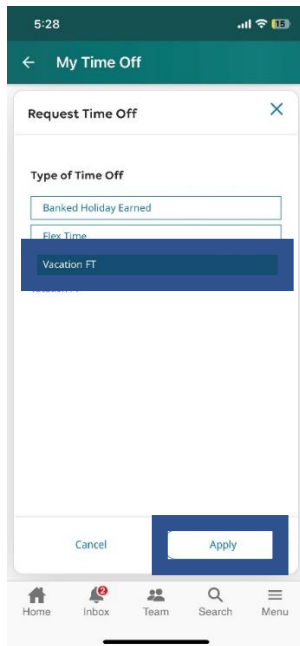 5:28
15
My Time Off
Request Time Off
Type of Time Off
Banked Holiday Earned
Flex Time
Vacation FT
Cancel
Apply
2
Home
Inbox
Team
Search
Menu